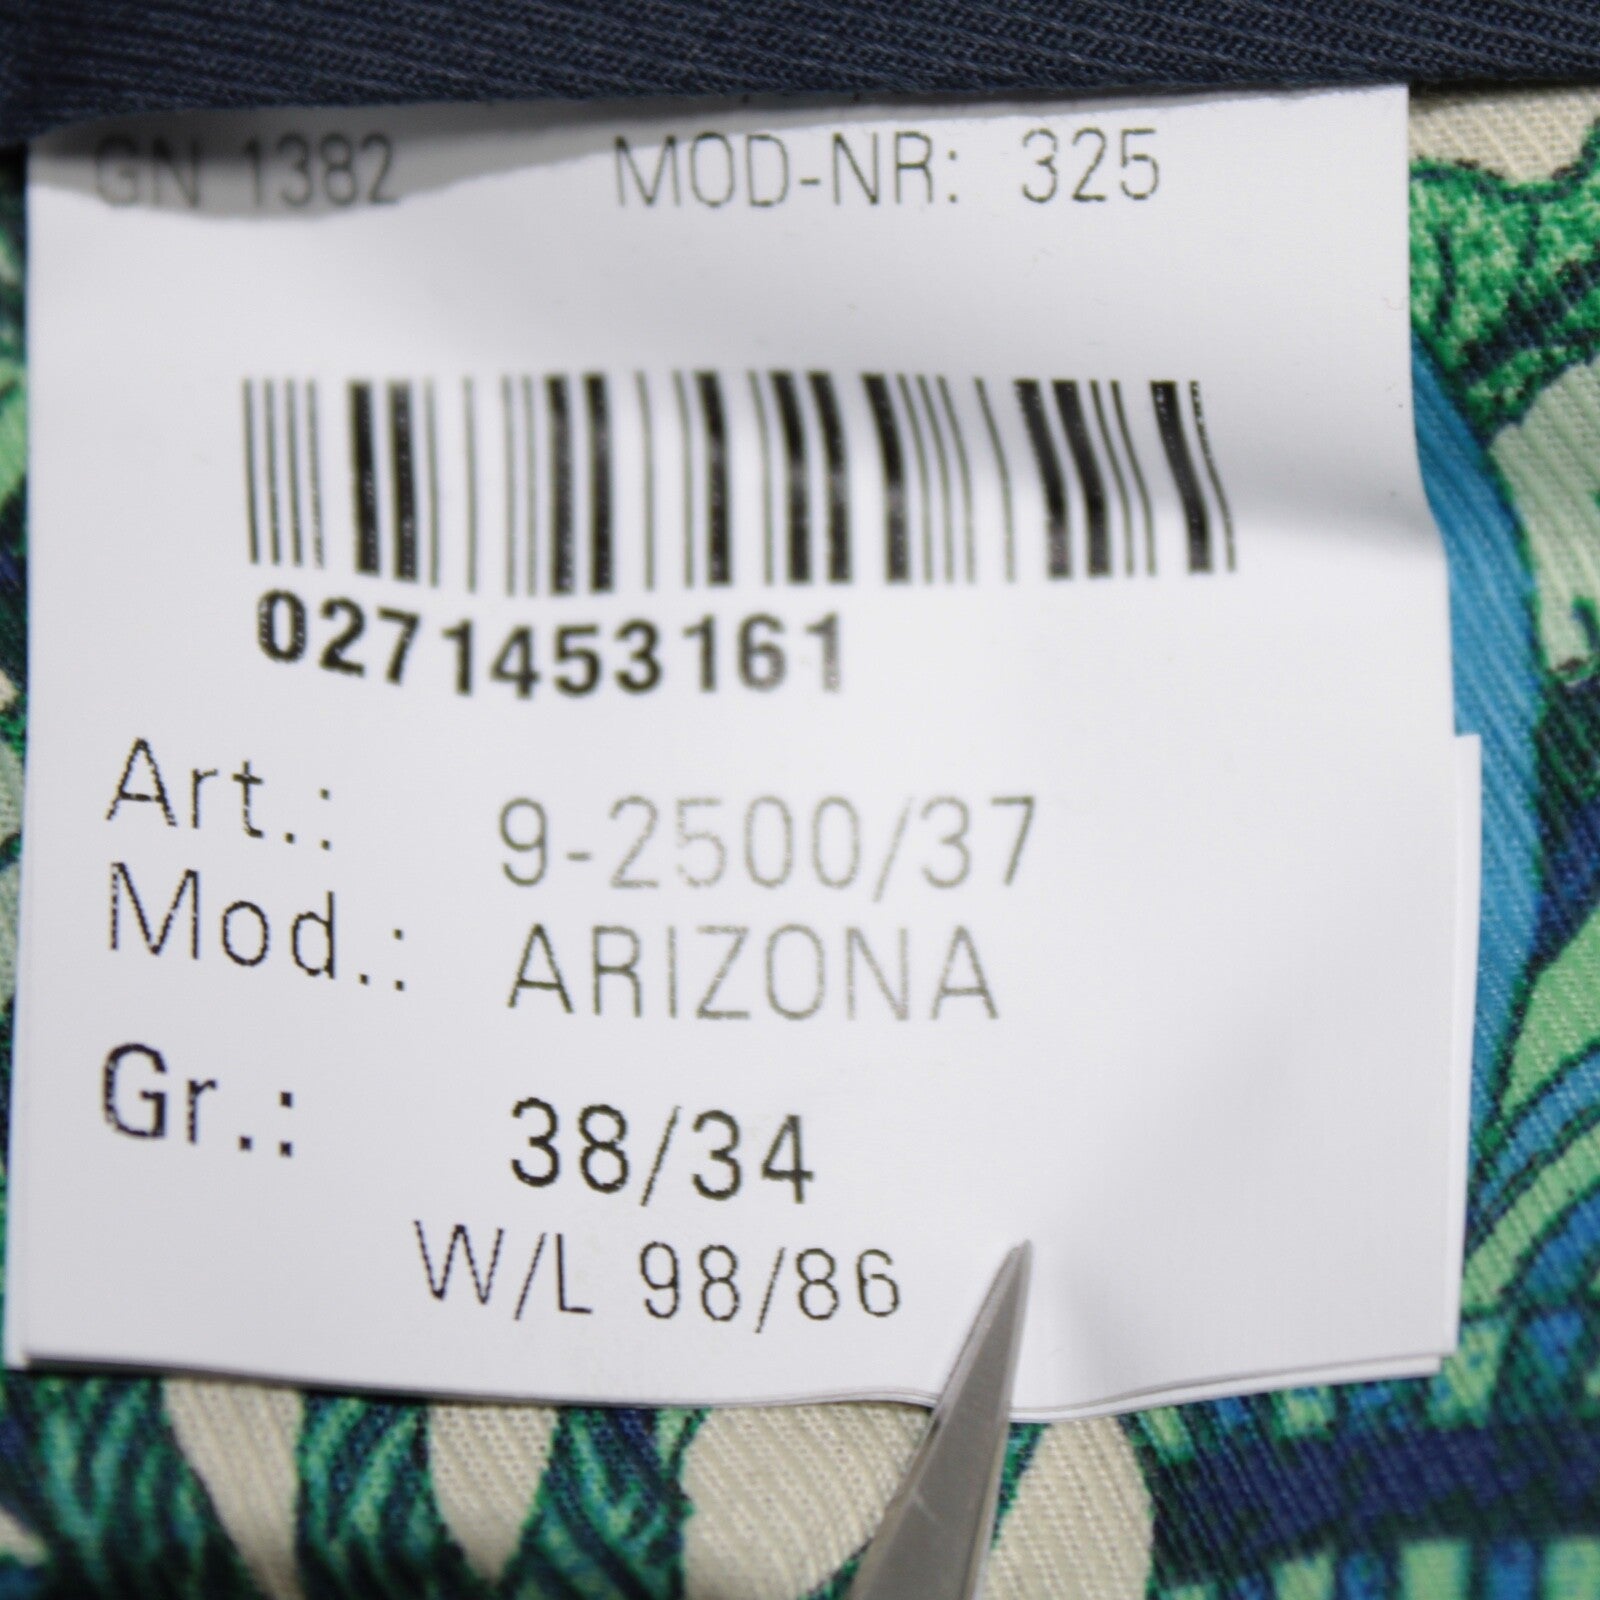 GN 1382 MOD-NR: 325
0271453161
Art.: 9-2500/37
Mod.: ARIZONA
Gr.: 38/34
W/L 98/86